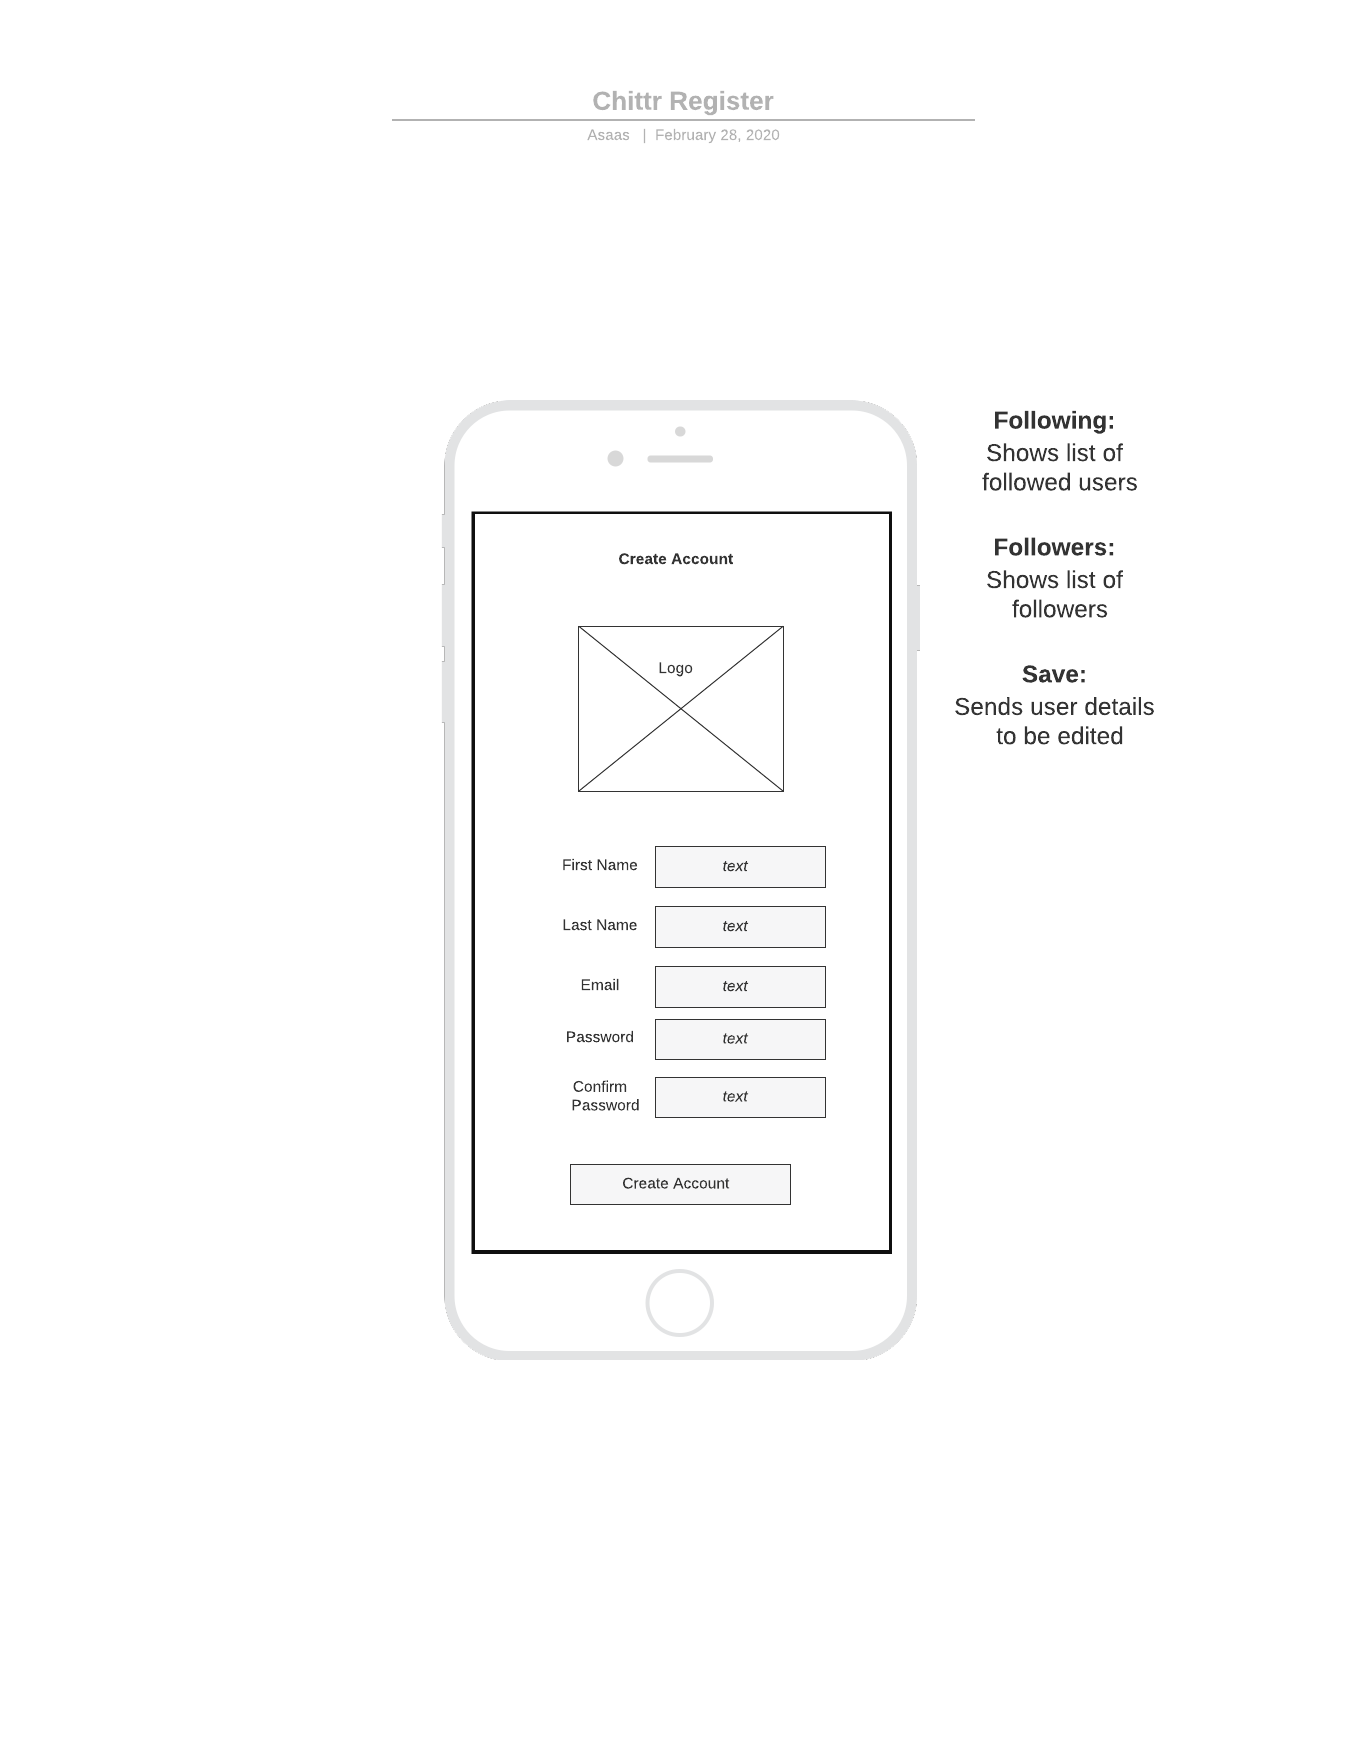 Chittr Register
Asaas | February 28, 2020
Following:
Shows list of
followed users
Followers:
Shows list of
followers
Save:
Sends user details
to be edited
Create Account
Logo
First Name text
Last Name text
Email text
Password text
Confirm
Password text
Create Account